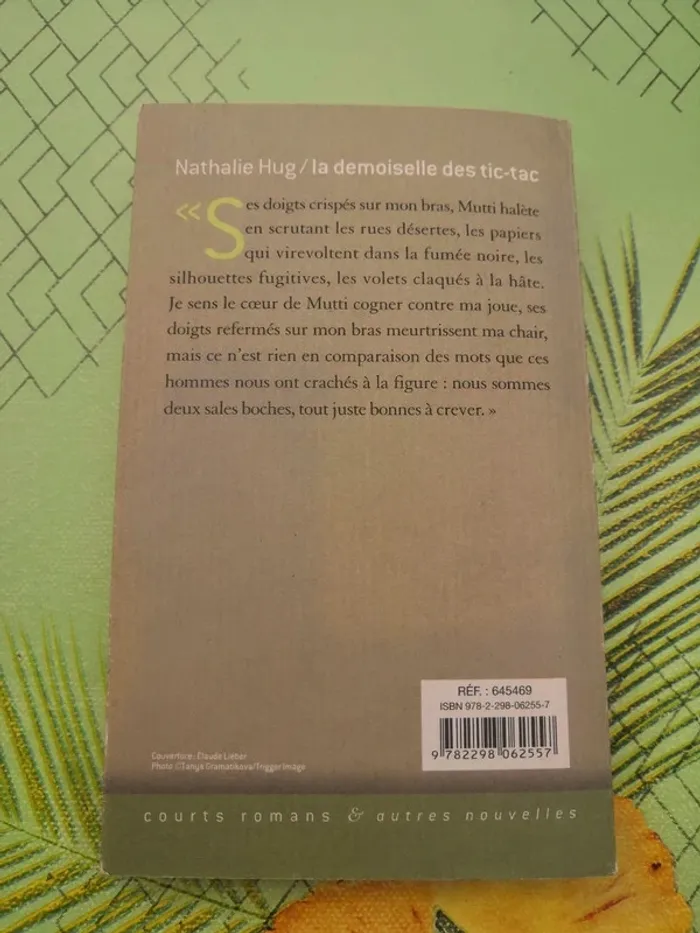 Nathalie Hug / la demoiselle des tic-tac
« Ses doigts crispés sur mon bras, Mutti halète
en scrutant les rues désertes, les papiers
qui virevoltent dans la fumée noire, les
silhouettes fugitives, les volets claqués à la hâte.
Je sens le cœur de Mutti cogner contre ma joue, ses
doigts refermés sur mon bras meurtrissent ma chair,
mais ce n'est rien en comparaison des mots que ces
hommes nous ont crachés à la figure : nous sommes
deux sales boches, tout juste bonnes à crever. »
RÉF. : 645469
ISBN 978-2-298-06255-7
9 782298 062557
Couverture : Claude Lieber
Photo ©Tanya Gramatikova/Trigger Image
courts romans & autres nouvelles